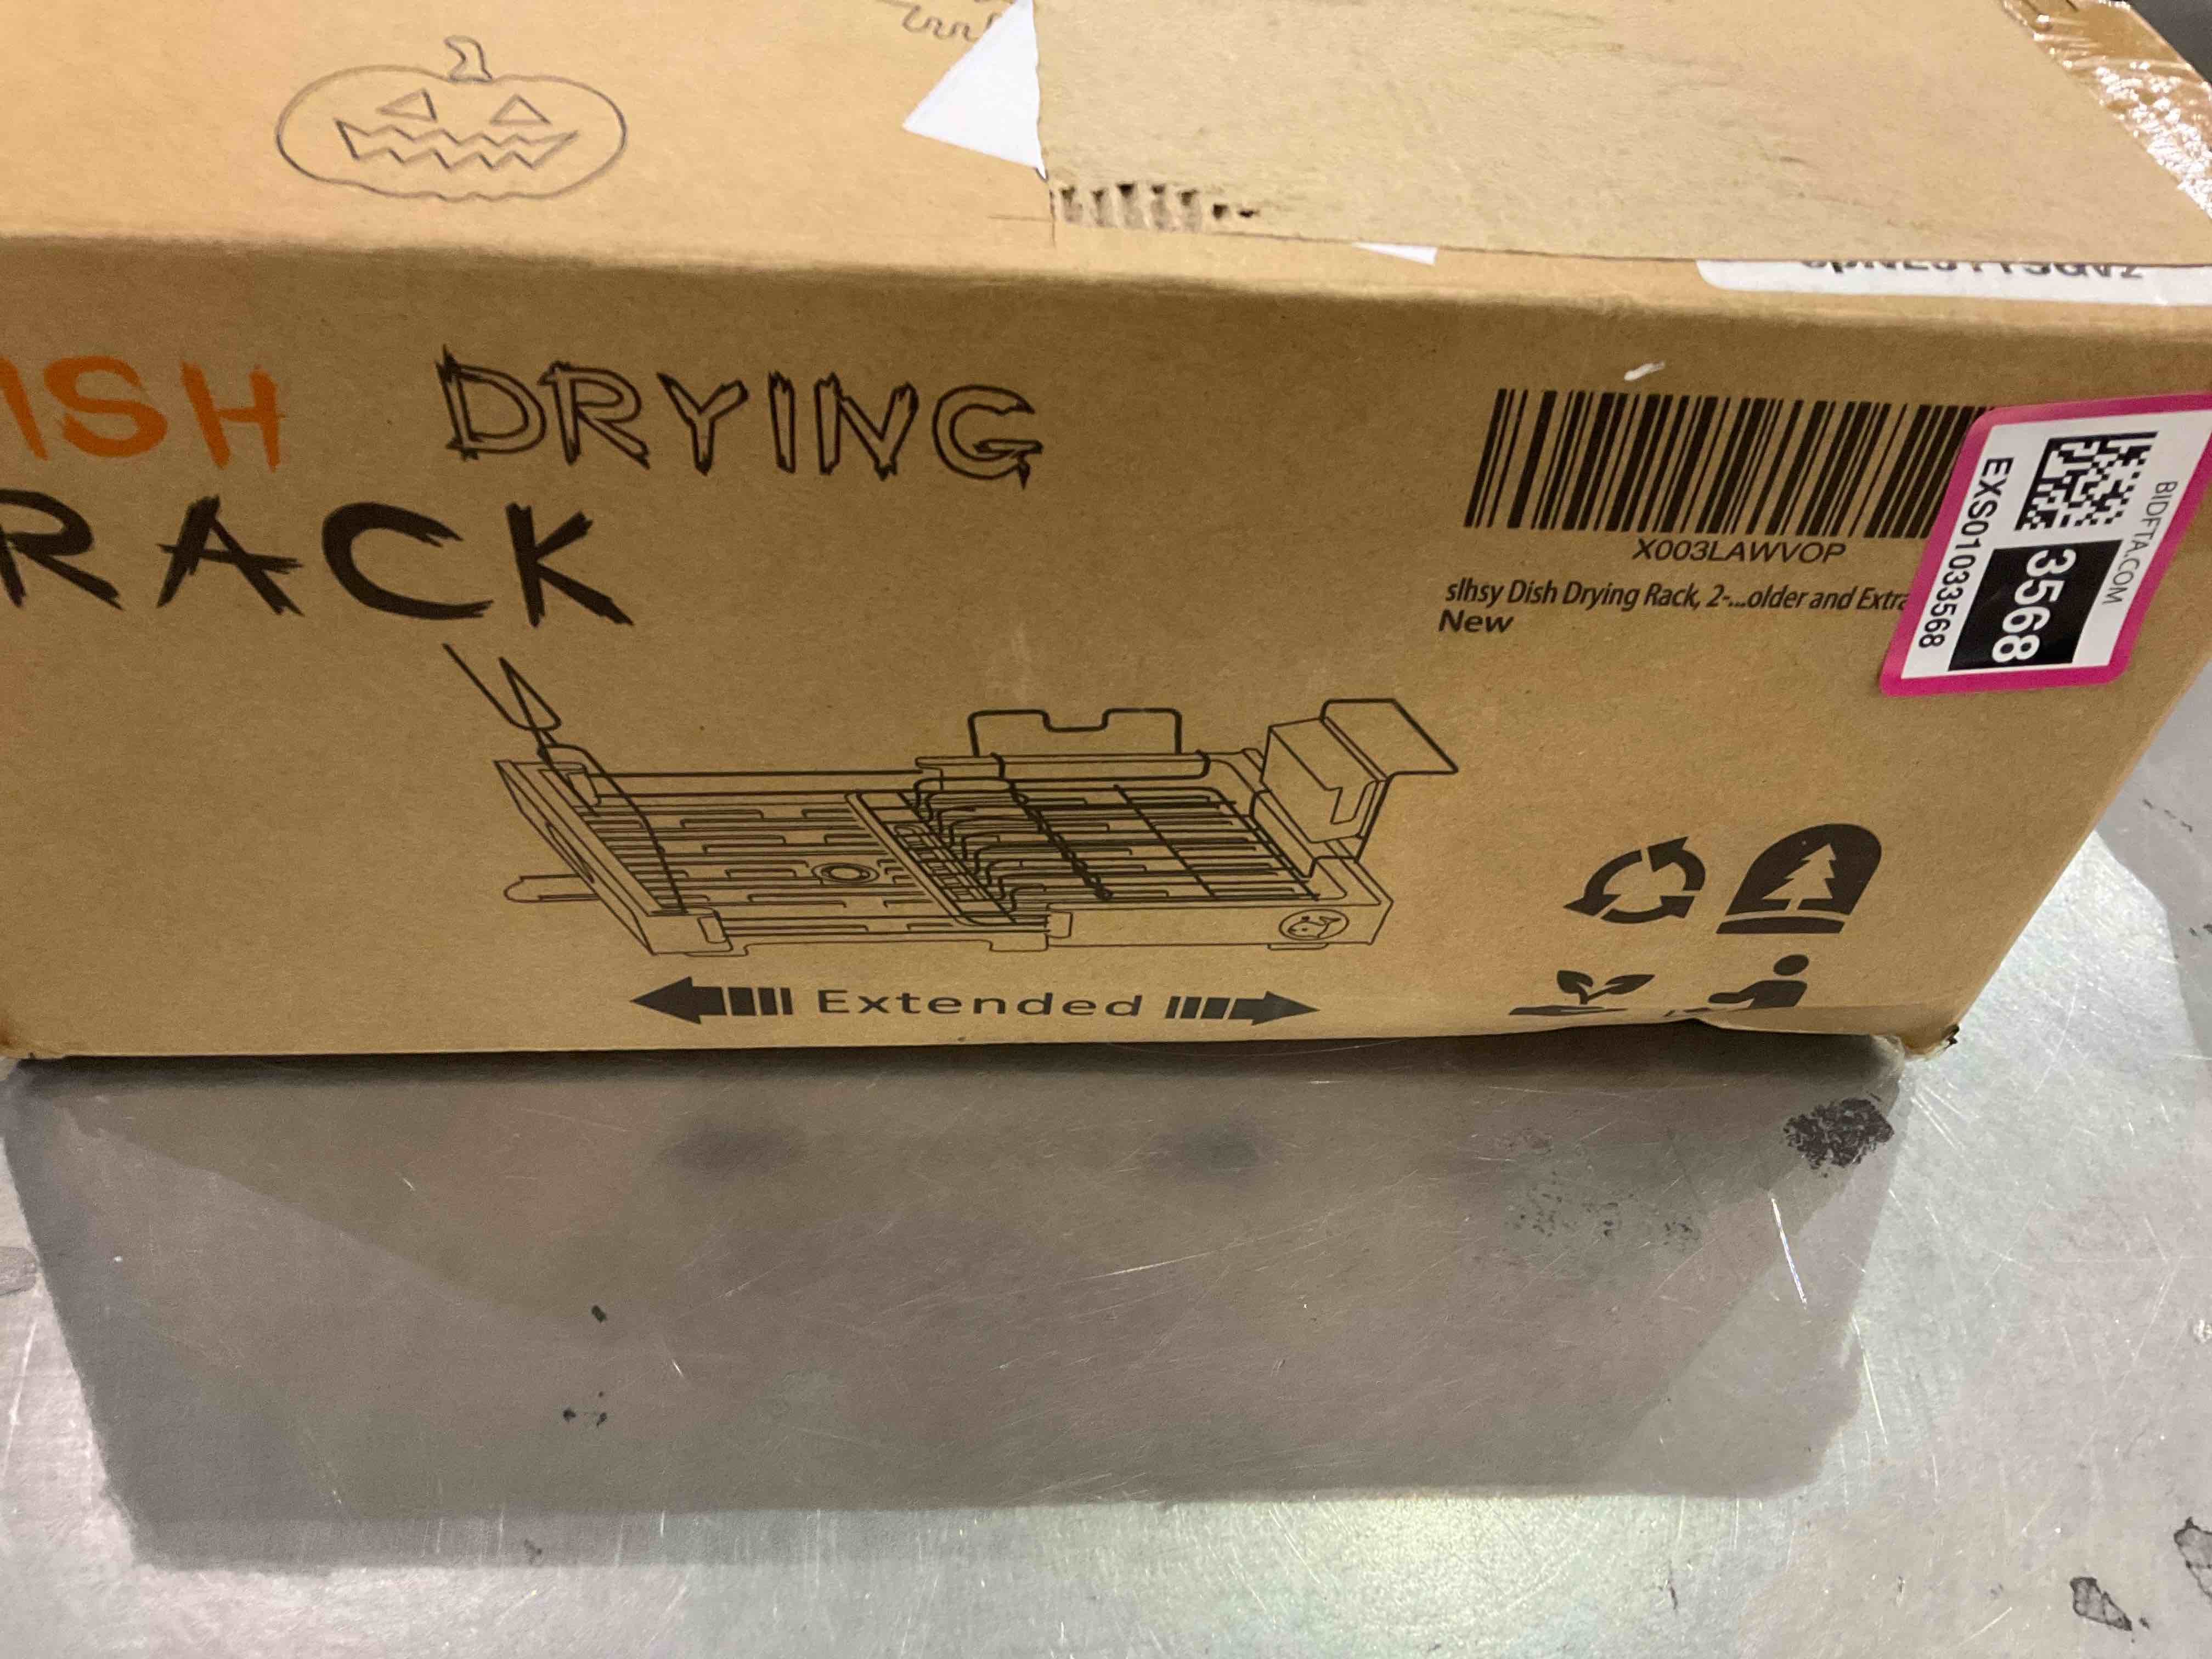 ISH DRYING
RACK
X003LAWVOP
slhsy Dish Drying Rack, 2-...older and Extra
New
BIDFTA.COM
3568
EXS01033568
Extended